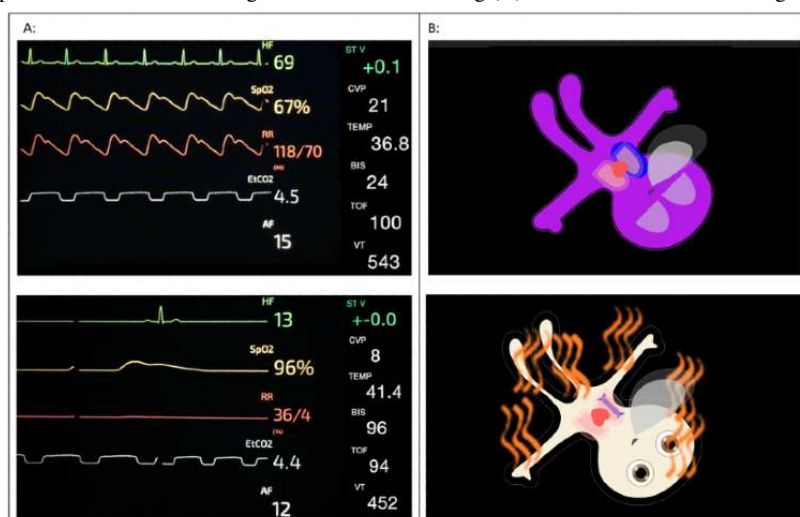 A:
B:
HF
69
SpO2
67%
RR
118/70
EtCO2
4.5
AF
15
ST V
+0.1
CVP
21
TEMP
36.8
BIS
24
TOF
100
VT
543
HF
13
SpO2
96%
RR
36/4
EtCO2
4.4
AF
12
ST V
+-0.0
CVP
8
TEMP
41.4
BIS
96
TOF
94
VT
452